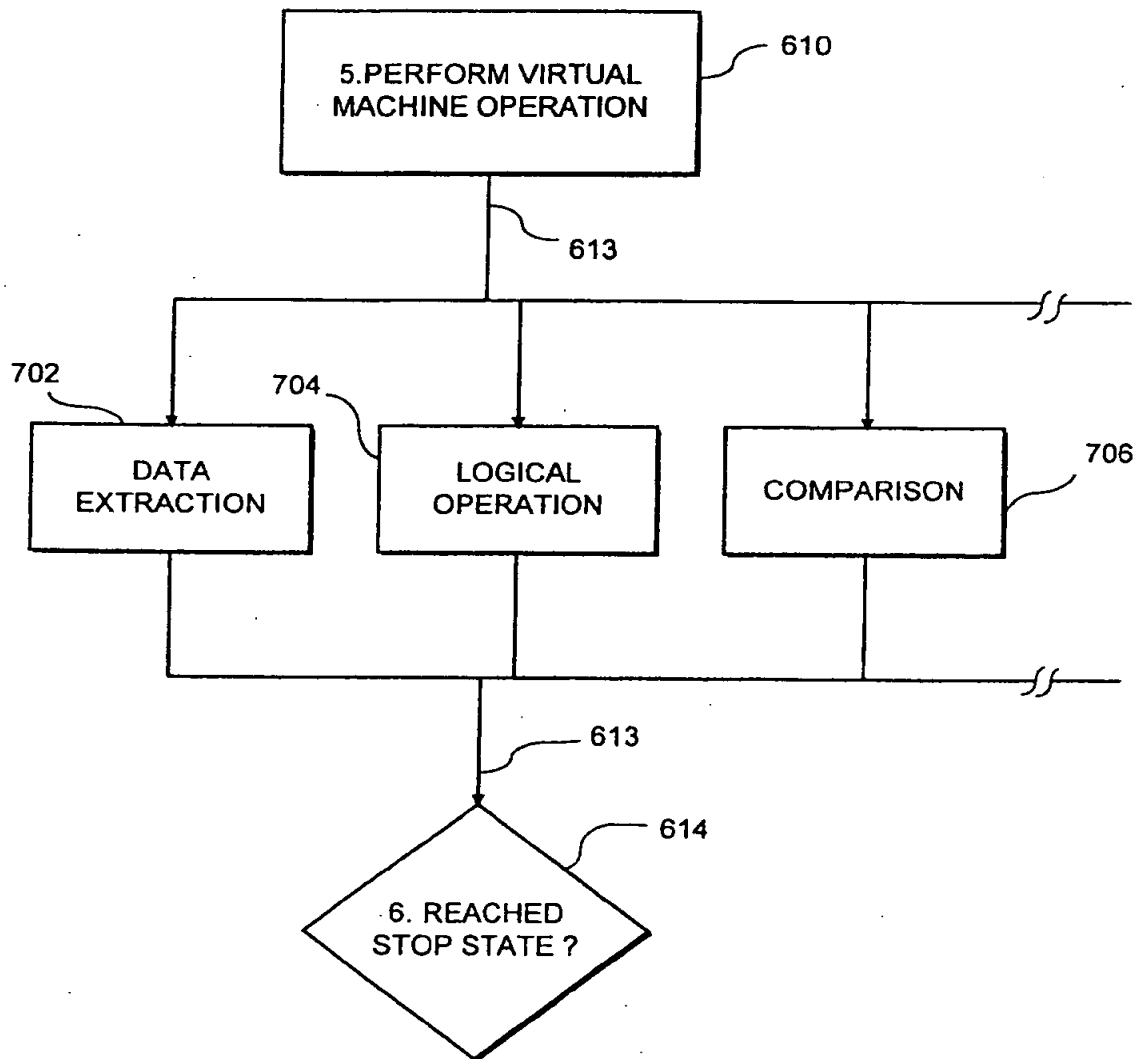 610
5.PERFORM VIRTUAL
MACHINE OPERATION
613
702
704
706
DATA
EXTRACTION
LOGICAL
OPERATION
COMPARISON
613
614
6. REACHED
STOP STATE ?